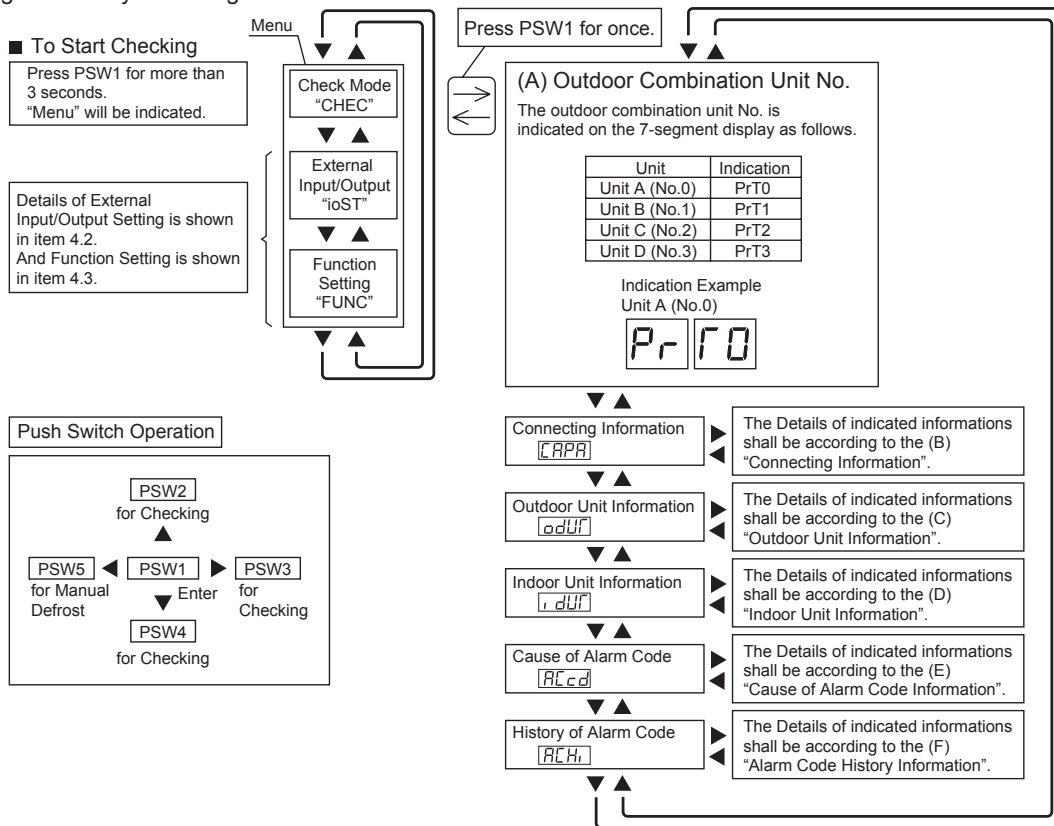 ■ To Start Checking
Press PSW1 for more than
3 seconds.
“Menu” will be indicated.
Details of External
Input/Output Setting is shown
in item 4.2.
And Function Setting is shown
in item 4.3.
Menu
Check Mode
“CHEC”
External
Input/Output
“ioST”
Function
Setting
“FUNC”
Push Switch Operation
PSW2
for Checking
PSW5
for Manual
Defrost
PSW1
Enter
PSW3
for
Checking
PSW4
for Checking
Press PSW1 for once.
(A) Outdoor Combination Unit No.
The outdoor combination unit No. is
indicated on the 7-segment display as follows.
Unit Indication
Unit A (No.0) PrT0
Unit B (No.1) PrT1
Unit C (No.2) PrT2
Unit D (No.3) PrT3
Indication Example
Unit A (No.0)
Pr T0
Connecting Information
CAPA
The Details of indicated informations
shall be according to the (B)
“Connecting Information”.
Outdoor Unit Information
odUT
The Details of indicated informations
shall be according to the (C)
“Outdoor Unit Information”.
Indoor Unit Information
idUT
The Details of indicated informations
shall be according to the (D)
“Indoor Unit Information”.
Cause of Alarm Code
ACcd
The Details of indicated informations
shall be according to the (E)
“Cause of Alarm Code Information”.
History of Alarm Code
ACHi
The Details of indicated informations
shall be according to the (F)
“Alarm Code History Information”.